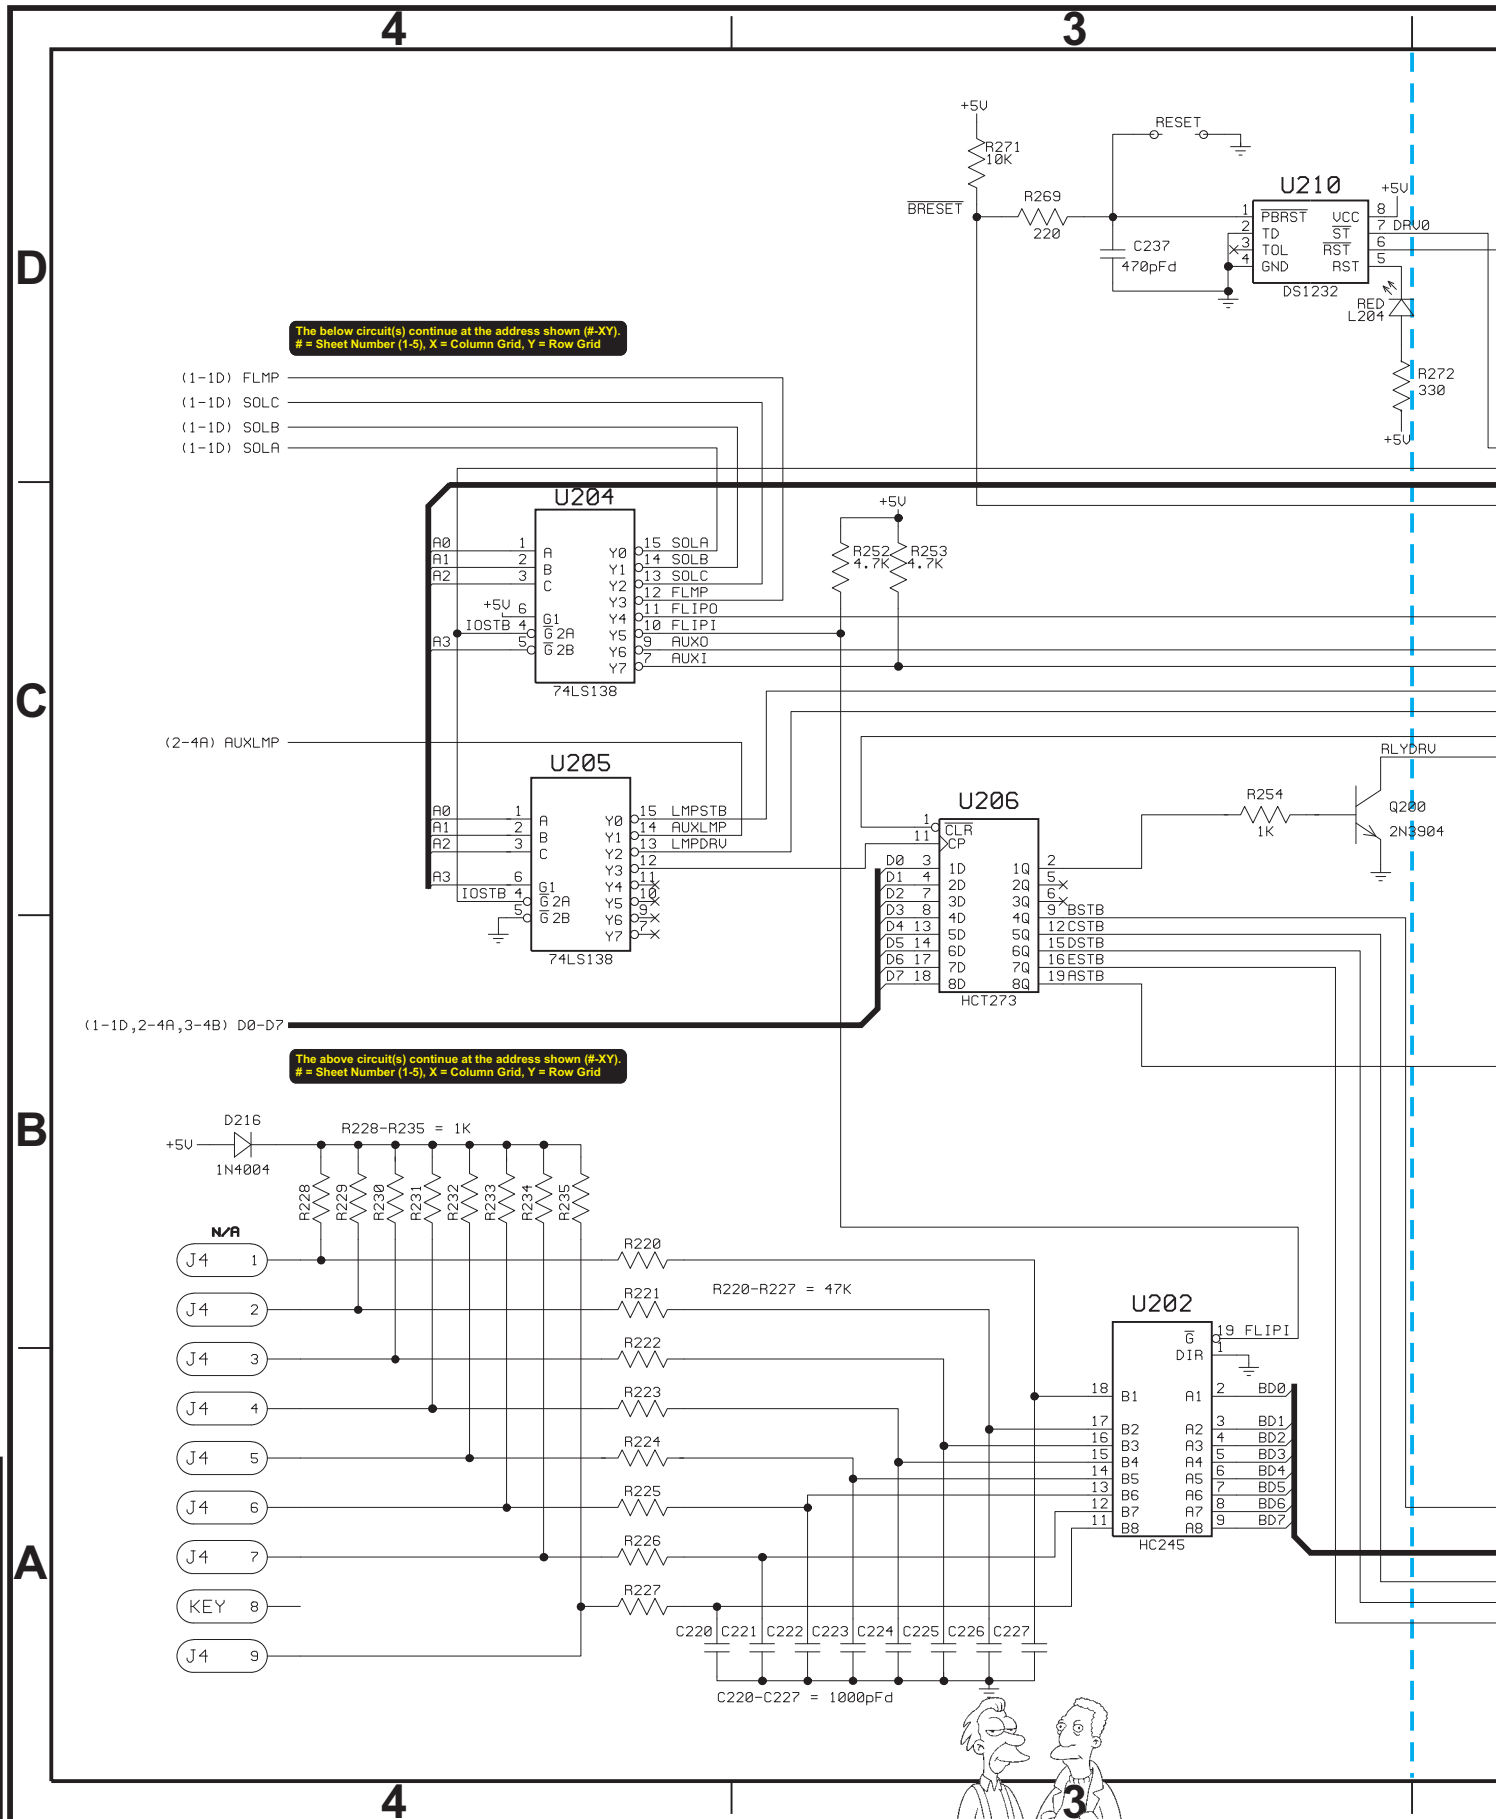 4 3
+5V
RESET
R271
10K
U210
R269
+5V
BRESET
220
1 PBRST VCC 8
2 TD ST 7 DRV0
3 TOL RST 6
4 GND RST 5
DS1232
C237
470pFd
D
RED
L204
The below circuit(s) continue at the address shown (#-XY).
# = Sheet Number (1-5), X = Column Grid, Y = Row Grid
(1-1D) FLMP
R272
330
(1-1D) SOLC
(1-1D) SOLB
+5V
(1-1D) SOLA
U204
+5V
A0 1 A Y0 15 SOLA
A1 2 B Y1 14 SOLB
A2 3 C Y2 13 SOLC
Y3 12 FLMP
+5V 6 G1 Y4 11 FLIPO
IOSTB 4 G 2A Y5 10 FLIPI
A3 5 G 2B Y6 9 AUXO
Y7 7 AUXI
74LS138
R252
4.7K
R253
4.7K
C
(2-4A) AUXLMP
RLYDRV
U205
A0 1 A Y0 15 LMPSTB
A1 2 B Y1 14 AUXLMP
A2 3 C Y2 13 LMPDRV
Y3 12
A3 6 G1 Y4 11
IOSTB 4 G 2A Y5 10
5 G 2B Y6 9
Y7 7
74LS138
U206
R254
1K
Q200
2N3904
1 CLR
11 CP
D0 3 1D 1Q 2
D1 4 2D 2Q 5
D2 7 3D 3Q 6
D3 8 4D 4Q 9 BSTB
D4 13 5D 5Q 12 CSTB
D5 14 6D 6Q 15 DSTB
D6 17 7D 7Q 16 ESTB
D7 18 8D 8Q 19 ASTB
HCT273
(1-1D,2-4A,3-4B) D0-D7
The above circuit(s) continue at the address shown (#-XY).
# = Sheet Number (1-5), X = Column Grid, Y = Row Grid
B
D216
R228-R235 = 1K
+5V
1N4004
R228 R229 R230 R231 R232 R233 R234 R235
N/A
J4 1 R220
R220-R227 = 47K
J4 2 R221
J4 3 R222
J4 4 R223
J4 5 R224
J4 6 R225
J4 7 R226
KEY 8 R227
J4 9
U202
G 19 FLIPI
DIR 1
18 B1 A1 2 BD0
17 B2 A2 3 BD1
16 B3 A3 4 BD2
15 B4 A4 5 BD3
14 B5 A5 6 BD4
13 B6 A6 7 BD5
12 B7 A7 8 BD6
11 B8 A8 9 BD7
HC245
A
C220 C221 C222 C223 C224 C225 C226 C227
C220-C227 = 1000pFd
4 3